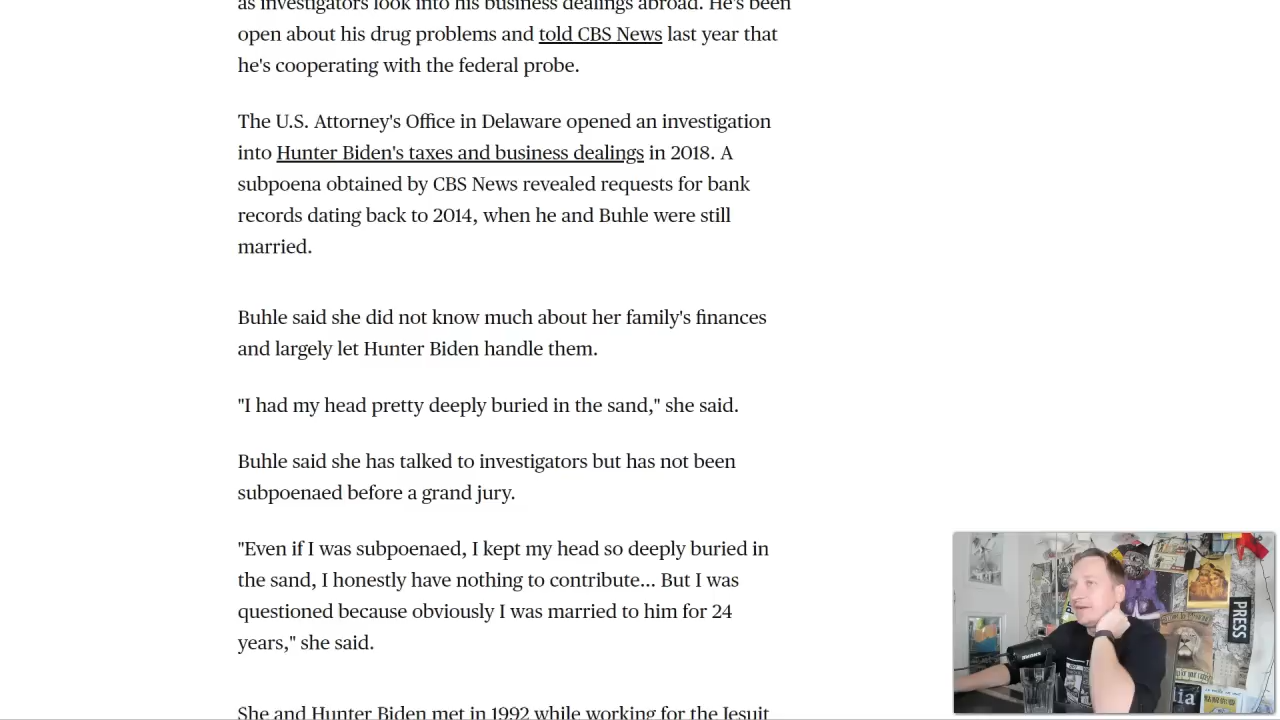 as investigators look into his business dealings abroad. He's been
open about his drug problems and told CBS News last year that
he's cooperating with the federal probe.
The U.S. Attorney's Office in Delaware opened an investigation
into Hunter Biden's taxes and business dealings in 2018. A
subpoena obtained by CBS News revealed requests for bank
records dating back to 2014, when he and Buhle were still
married.
Buhle said she did not know much about her family's finances
and largely let Hunter Biden handle them.
"I had my head pretty deeply buried in the sand," she said.
Buhle said she has talked to investigators but has not been
subpoenaed before a grand jury.
"Even if I was subpoenaed, I kept my head so deeply buried in
the sand, I honestly have nothing to contribute... But I was
questioned because obviously I was married to him for 24
years," she said.
She and Hunter Biden met in 1992 while working for the Jesuit
PRESS